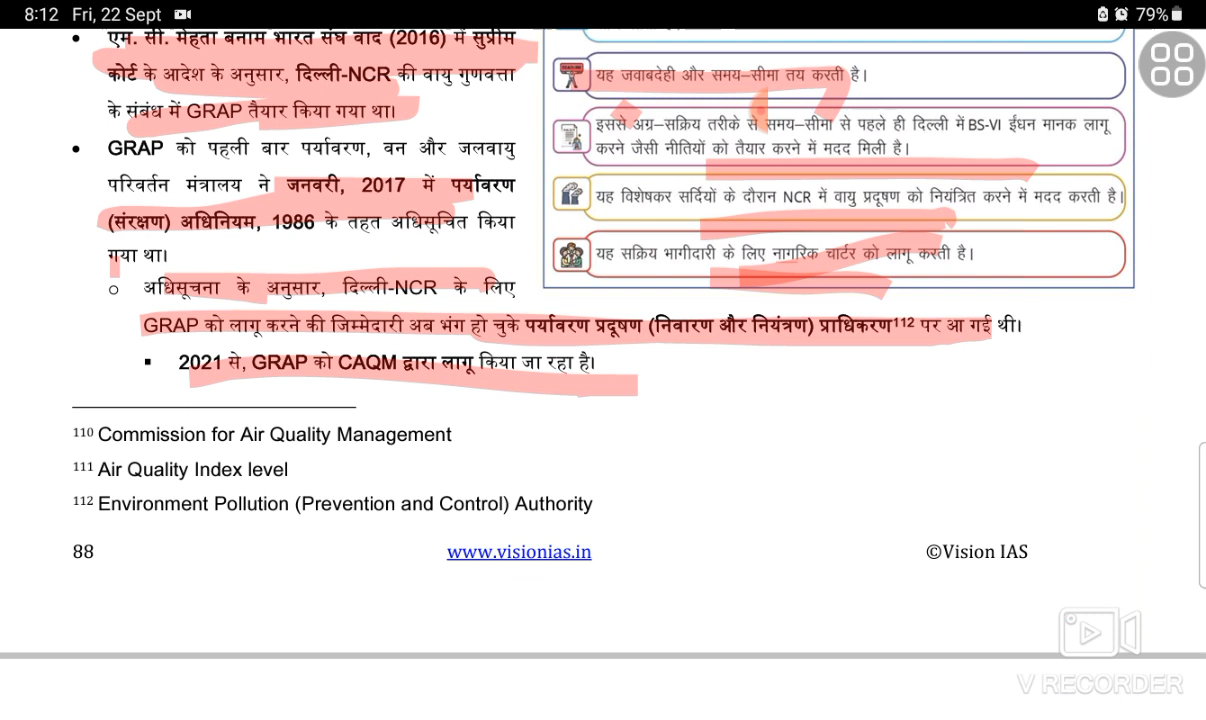 8:12 Fri, 22 Sept
79%
• एम. सी. मेहता बनाम भारत संघ वाद (2016) में सुप्रीम
कोर्ट के आदेश के अनुसार, दिल्ली-NCR की वायु गुणवत्ता
के संबंध में GRAP तैयार किया गया था।
• GRAP को पहली बार पर्यावरण, वन और जलवायु
परिवर्तन मंत्रालय ने जनवरी, 2017 में पर्यावरण
(संरक्षण) अधिनियम, 1986 के तहत अधिसूचित किया
गया था।
o अधिसूचना के अनुसार, दिल्ली-NCR के लिए
GRAP को लागू करने की जिम्मेदारी अब भंग हो चुके पर्यावरण प्रदूषण (निवारण और नियंत्रण) प्राधिकरण112 पर आ गई थी।
▪ 2021 से, GRAP को CAQM द्वारा लागू किया जा रहा है।
यह जवाबदेही और समय–सीमा तय करती है।
इससे अग्र–सक्रिय तरीके से समय–सीमा से पहले ही दिल्ली में BS-VI ईंधन मानक लागू
करने जैसी नीतियों को तैयार करने में मदद मिली है।
यह विशेषकर सर्दियों के दौरान NCR में वायु प्रदूषण को नियंत्रित करने में मदद करती है।
यह सक्रिय भागीदारी के लिए नागरिक चार्टर को लागू करती है।
110 Commission for Air Quality Management
111 Air Quality Index level
112 Environment Pollution (Prevention and Control) Authority
88 www.visionias.in ©Vision IAS
V RECORDER